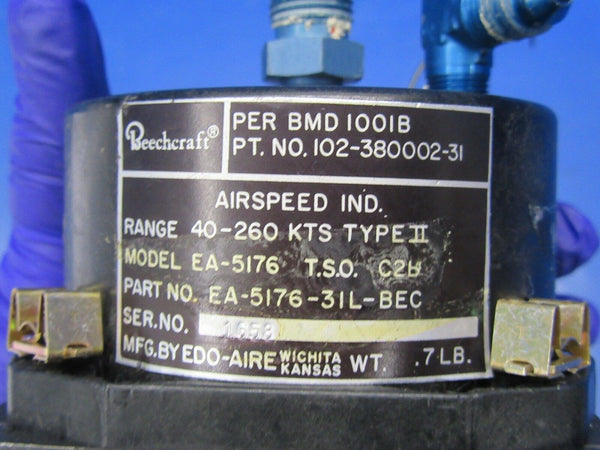 Beechcraft®
PER BMD 1001B
PT. NO. 102-380002-31
AIRSPEED IND.
RANGE 40-260 KTS TYPE II
MODEL EA-5176 T.S.O. C2b
PART NO. EA-5176-31L-BEC
SER.NO. 1658
MFG.BY EDO-AIRE WICHITA KANSAS WT. .7 LB.